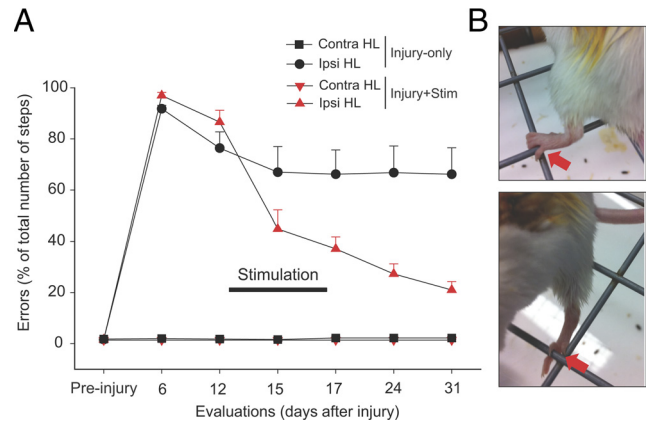 A
B
Contra HL
Ipsi HL
Injury-only
Contra HL
Ipsi HL
Injury+Stim
100
80
60
40
20
0
Errors (% of total number of steps)
Stimulation
Pre-injury 6 12 15 17 24 31
Evaluations (days after injury)